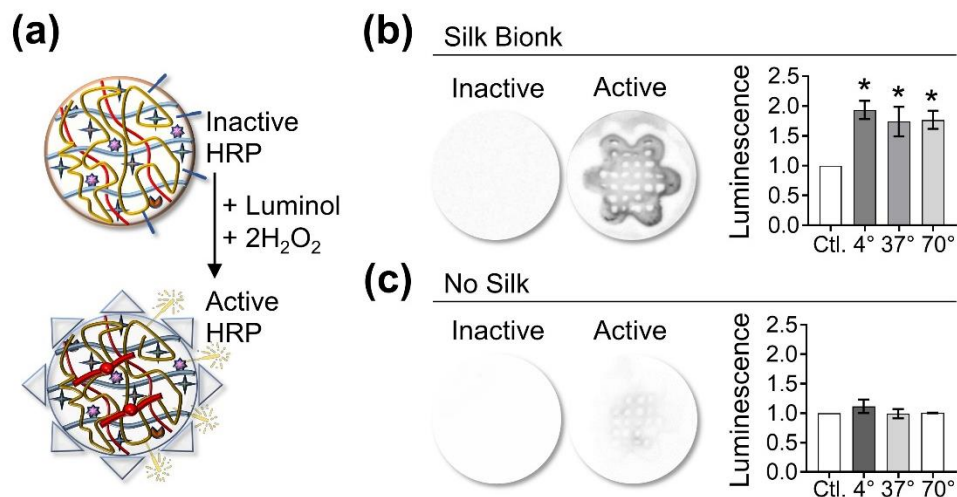 (a)
Inactive
HRP
+ Luminol
+ 2H₂O₂
Active
HRP
(b)
Silk Bionk
Inactive
Active
Luminescence
2.5
2.0
1.5
1.0
0.5
0.0
*
*
*
Ctl. 4° 37° 70°
(c)
No Silk
Inactive
Active
Luminescence
2.5
2.0
1.5
1.0
0.5
0.0
Ctl. 4° 37° 70°